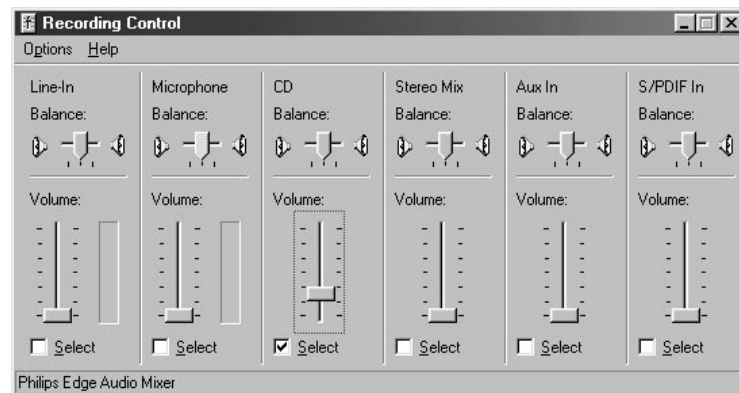 Recording Control
Options Help
Line-In Microphone CD Stereo Mix Aux In S/PDIF In
Balance: Balance: Balance: Balance: Balance: Balance:
Volume: Volume: Volume: Volume: Volume: Volume:
Select Select Select Select Select Select
Philips Edge Audio Mixer